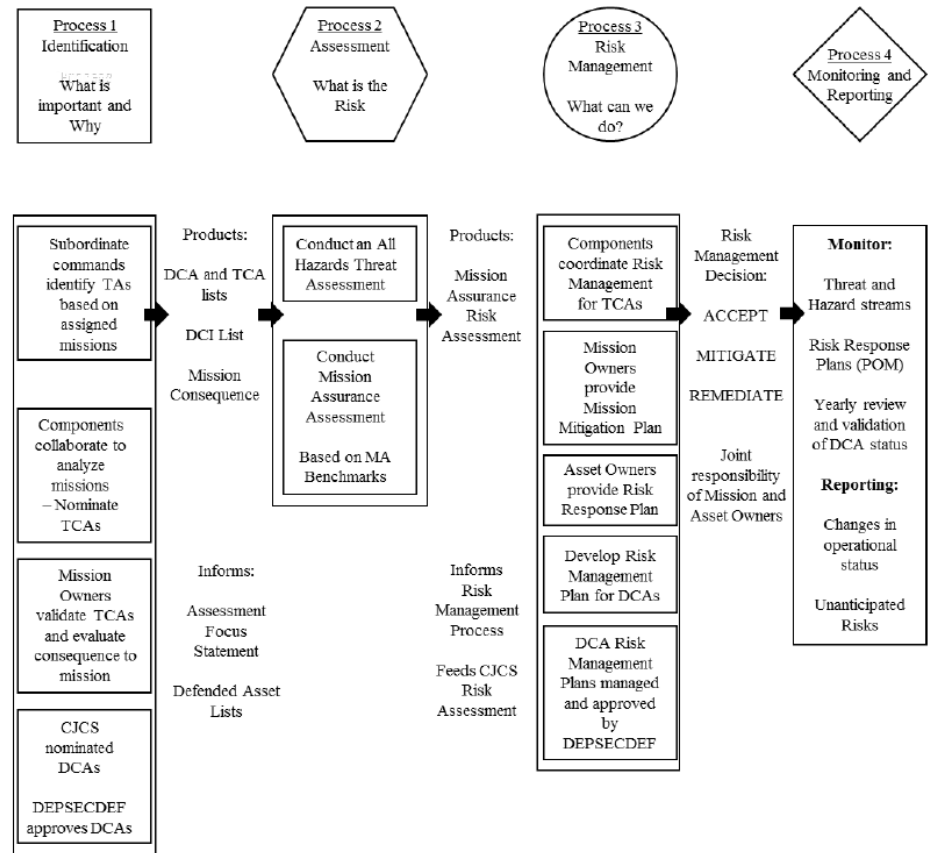 Process 1
Identification
What is
important and
Why
Process 2
Assessment
What is the
Risk
Process 3
Risk
Management
What can we
do?
Process 4
Monitoring and
Reporting
Subordinate
commands
identify TAs
based on
assigned
missions
Components
collaborate to
analyze
missions
– Nominate
TCAs
Mission
Owners
validate TCAs
and evaluate
consequence to
mission
CJCS
nominated
DCAs
DEPSECDEF
approves DCAs
Products:
DCA and TCA
lists
DCI List
Mission
Consequence
Informs:
Assessment
Focus
Statement
Defended Asset
Lists
Conduct an All
Hazards Threat
Assessment
Conduct
Mission
Assurance
Assessment
Based on MA
Benchmarks
Products:
Mission
Assurance
Risk
Assessment
Informs
Risk
Management
Process
Feeds CJCS
Risk
Assessment
Components
coordinate Risk
Management
for TCAs
Mission
Owners
provide
Mission
Mitigation Plan
Asset Owners
provide Risk
Response Plan
Develop Risk
Management
Plan for DCAs
DCA Risk
Management
Plans managed
and approved
by
DEPSECDEF
Risk
Management
Decision:
ACCEPT
MITIGATE
REMEDIATE
Joint
responsibility
of Mission and
Asset Owners
Monitor:
Threat and
Hazard streams
Risk Response
Plans (POM)
Yearly review
and validation
of DCA status
Reporting:
Changes in
operational
status
Unanticipated
Risks